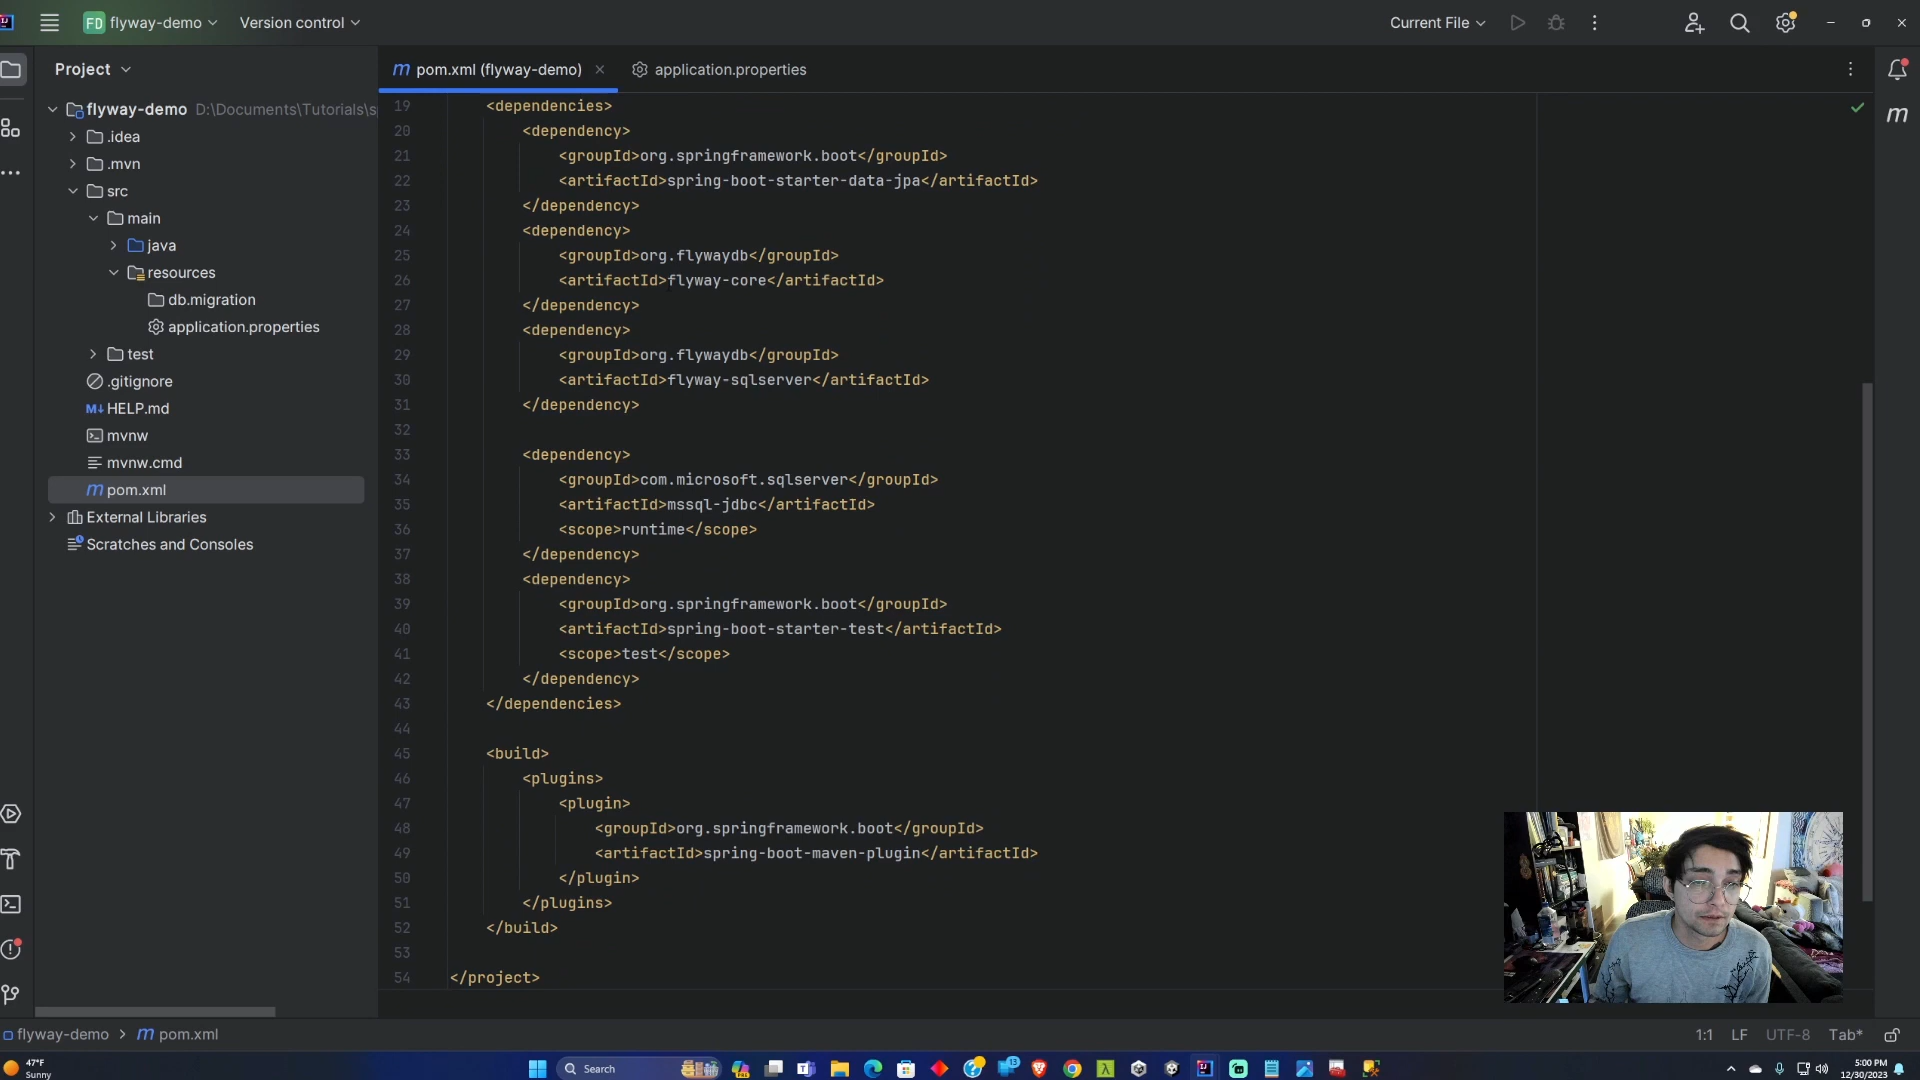 FD flyway-demo Version control Current File
Project
pom.xml (flyway-demo) application.properties
flyway-demo D:\Documents\Tutorials\s
.idea
.mvn
src
main
java
resources
db.migration
application.properties
test
.gitignore
M↓ HELP.md
mvnw
mvnw.cmd
m pom.xml
External Libraries
Scratches and Consoles
19 <dependencies>
20 <dependency>
21 <groupId>org.springframework.boot</groupId>
22 <artifactId>spring-boot-starter-data-jpa</artifactId>
23 </dependency>
24 <dependency>
25 <groupId>org.flywaydb</groupId>
26 <artifactId>flyway-core</artifactId>
27 </dependency>
28 <dependency>
29 <groupId>org.flywaydb</groupId>
30 <artifactId>flyway-sqlserver</artifactId>
31 </dependency>
32
33 <dependency>
34 <groupId>com.microsoft.sqlserver</groupId>
35 <artifactId>mssql-jdbc</artifactId>
36 <scope>runtime</scope>
37 </dependency>
38 <dependency>
39 <groupId>org.springframework.boot</groupId>
40 <artifactId>spring-boot-starter-test</artifactId>
41 <scope>test</scope>
42 </dependency>
43 </dependencies>
44
45 <build>
46 <plugins>
47 <plugin>
48 <groupId>org.springframework.boot</groupId>
49 <artifactId>spring-boot-maven-plugin</artifactId>
50 </plugin>
51 </plugins>
52 </build>
53
54 </project>
flyway-demo > m pom.xml 1:1 LF UTF-8 Tab*
47°F
Sunny
Search
13
5:00 PM
12/30/2023